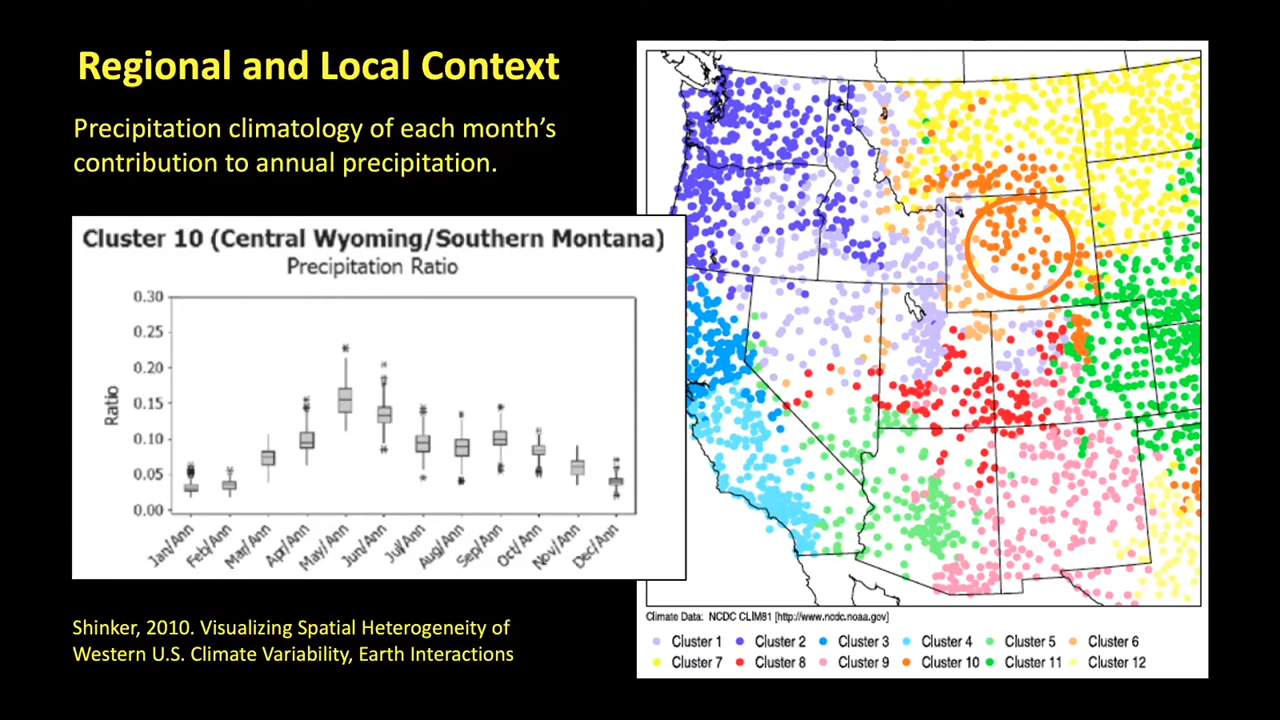 Regional and Local Context
Precipitation climatology of each month's
contribution to annual precipitation.
Cluster 10 (Central Wyoming/Southern Montana)
Precipitation Ratio
0.30
0.25
0.20
0.15
0.10
0.05
0.00
Ratio
Jan/Ann
Feb/Ann
Mar/Ann
Apr/Ann
May/Ann
Jun/Ann
Jul/Ann
Aug/Ann
Sep/Ann
Oct/Ann
Nov/Ann
Dec/Ann
Shinker, 2010. Visualizing Spatial Heterogeneity of
Western U.S. Climate Variability, Earth Interactions
Climate Data: NCDC CLIM81 [http://www.ncdc.noaa.gov]
Cluster 1 Cluster 2 Cluster 3 Cluster 4 Cluster 5 Cluster 6
Cluster 7 Cluster 8 Cluster 9 Cluster 10 Cluster 11 Cluster 12